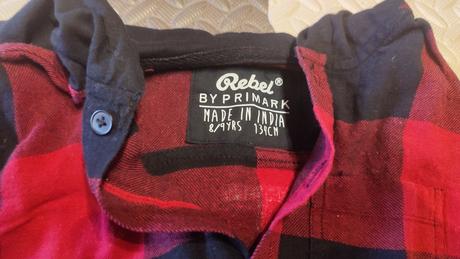 Rebel®
BY PRIMARK
MADE IN INDIA
8/9YRS 134CM